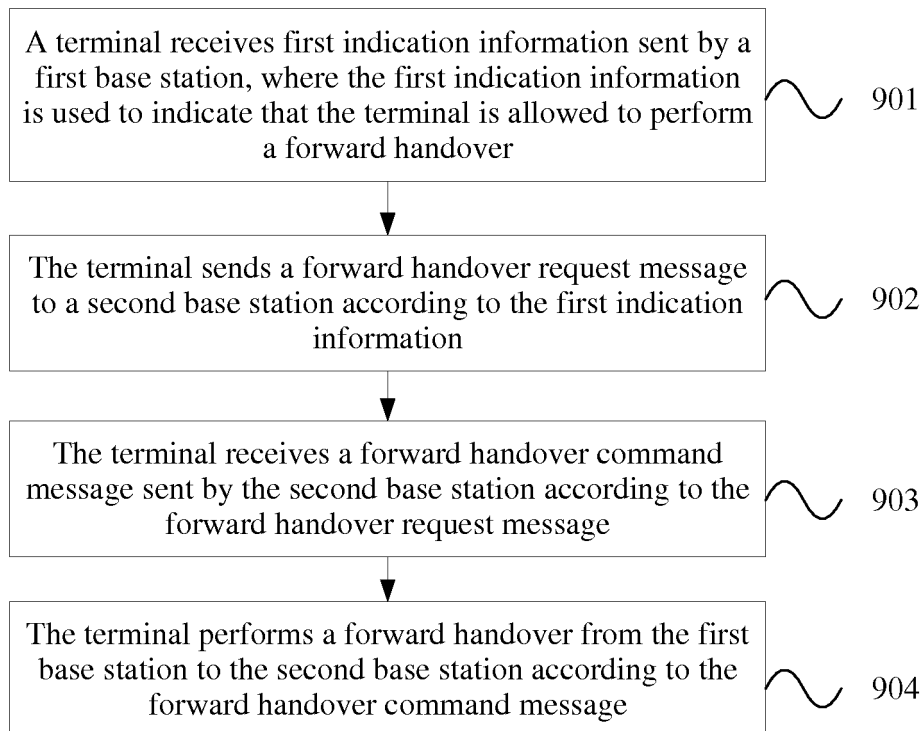 A terminal receives first indication information sent by a
first base station, where the first indication information
is used to indicate that the terminal is allowed to perform
a forward handover
901
The terminal sends a forward handover request message
to a second base station according to the first indication
information
902
The terminal receives a forward handover command
message sent by the second base station according to the
forward handover request message
903
The terminal performs a forward handover from the first
base station to the second base station according to the
forward handover command message
904